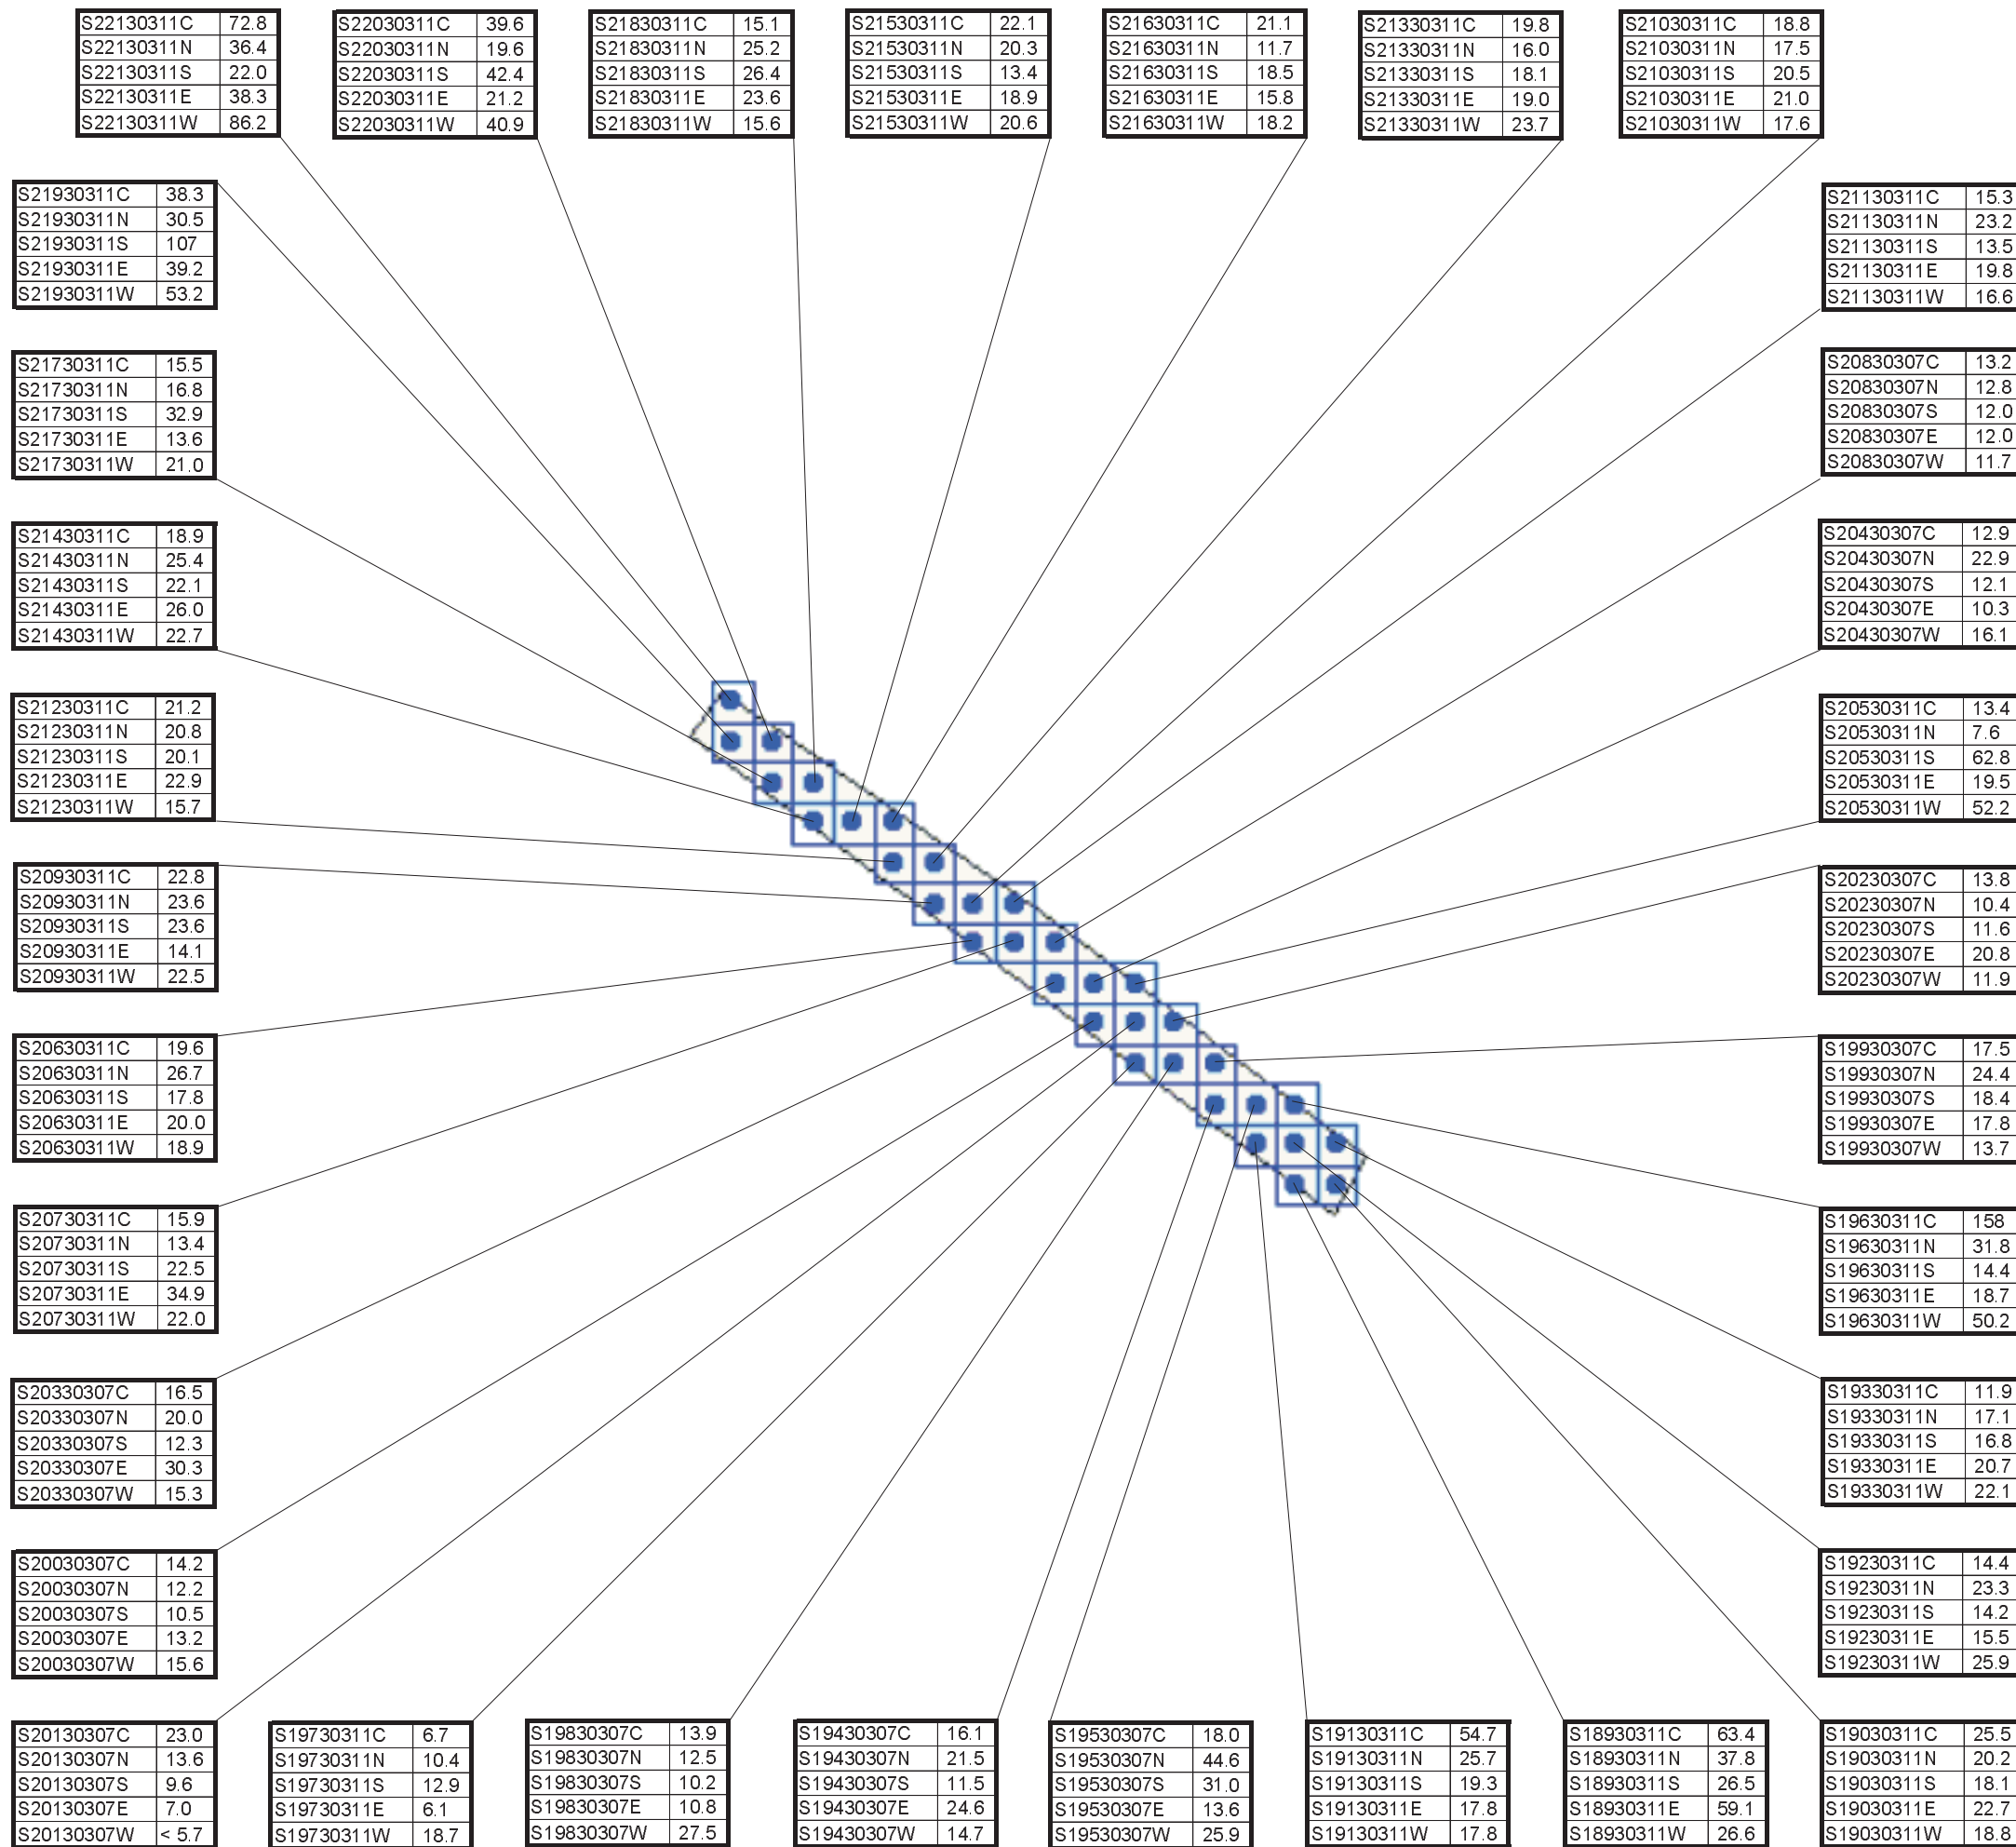 S22130311C 72.8
S22130311N 36.4
S22130311S 22.0
S22130311E 38.3
S22130311W 86.2
S22030311C 39.6
S22030311N 19.6
S22030311S 42.4
S22030311E 21.2
S22030311W 40.9
S21830311C 15.1
S21830311N 25.2
S21830311S 26.4
S21830311E 23.6
S21830311W 15.6
S21530311C 22.1
S21530311N 20.3
S21530311S 13.4
S21530311E 18.9
S21530311W 20.6
S21630311C 21.1
S21630311N 11.7
S21630311S 18.5
S21630311E 15.8
S21630311W 18.2
S21330311C 19.8
S21330311N 16.0
S21330311S 18.1
S21330311E 19.0
S21330311W 23.7
S21030311C 18.8
S21030311N 17.5
S21030311S 20.5
S21030311E 21.0
S21030311W 17.6
S21930311C 38.3
S21930311N 30.5
S21930311S 107
S21930311E 39.2
S21930311W 53.2
S21130311C 15.3
S21130311N 23.2
S21130311S 13.5
S21130311E 19.8
S21130311W 16.6
S21730311C 15.5
S21730311N 16.8
S21730311S 32.9
S21730311E 13.6
S21730311W 21.0
S20830307C 13.2
S20830307N 12.8
S20830307S 12.0
S20830307E 12.0
S20830307W 11.7
S21430311C 18.9
S21430311N 25.4
S21430311S 22.1
S21430311E 26.0
S21430311W 22.7
S20430307C 12.9
S20430307N 22.9
S20430307S 12.1
S20430307E 10.3
S20430307W 16.1
S21230311C 21.2
S21230311N 20.8
S21230311S 20.1
S21230311E 22.9
S21230311W 15.7
S20530311C 13.4
S20530311N 7.6
S20530311S 62.8
S20530311E 19.5
S20530311W 52.2
S20930311C 22.8
S20930311N 23.6
S20930311S 23.6
S20930311E 14.1
S20930311W 22.5
S20230307C 13.8
S20230307N 10.4
S20230307S 11.6
S20230307E 20.8
S20230307W 11.9
S20630311C 19.6
S20630311N 26.7
S20630311S 17.8
S20630311E 20.0
S20630311W 18.9
S19930307C 17.5
S19930307N 24.4
S19930307S 18.4
S19930307E 17.8
S19930307W 13.7
S20730311C 15.9
S20730311N 13.4
S20730311S 22.5
S20730311E 34.9
S20730311W 22.0
S19630311C 158
S19630311N 31.8
S19630311S 14.4
S19630311E 18.7
S19630311W 50.2
S20330307C 16.5
S20330307N 20.0
S20330307S 12.3
S20330307E 30.3
S20330307W 15.3
S19330311C 11.9
S19330311N 17.1
S19330311S 16.8
S19330311E 20.7
S19330311W 22.1
S20030307C 14.2
S20030307N 12.2
S20030307S 10.5
S20030307E 13.2
S20030307W 15.6
S19230311C 14.4
S19230311N 23.3
S19230311S 14.2
S19230311E 15.5
S19230311W 25.9
S20130307C 23.0
S20130307N 13.6
S20130307S 9.6
S20130307E 7.0
S20130307W < 5.7
S19730311C 6.7
S19730311N 10.4
S19730311S 12.9
S19730311E 6.1
S19730311W 18.7
S19830307C 13.9
S19830307N 12.5
S19830307S 10.2
S19830307E 10.8
S19830307W 27.5
S19430307C 16.1
S19430307N 21.5
S19430307S 11.5
S19430307E 24.6
S19430307W 14.7
S19530307C 18.0
S19530307N 44.6
S19530307S 31.0
S19530307E 13.6
S19530307W 25.9
S19130311C 54.7
S19130311N 25.7
S19130311S 19.3
S19130311E 17.8
S19130311W 17.8
S18930311C 63.4
S18930311N 37.8
S18930311S 26.5
S18930311E 59.1
S18930311W 26.6
S19030311C 25.5
S19030311N 20.2
S19030311S 18.1
S19030311E 22.7
S19030311W 18.8